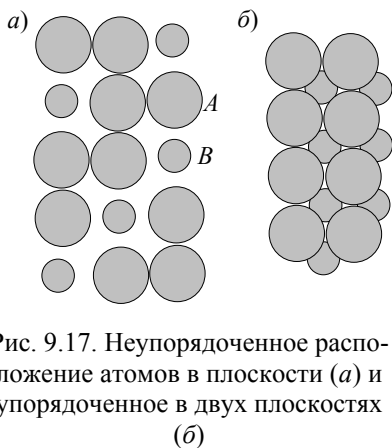 а)
б)
A
B
Рис. 9.17. Неупорядоченное распо-
ложение атомов в плоскости (а) и
упорядоченное в двух плоскостях
(б)